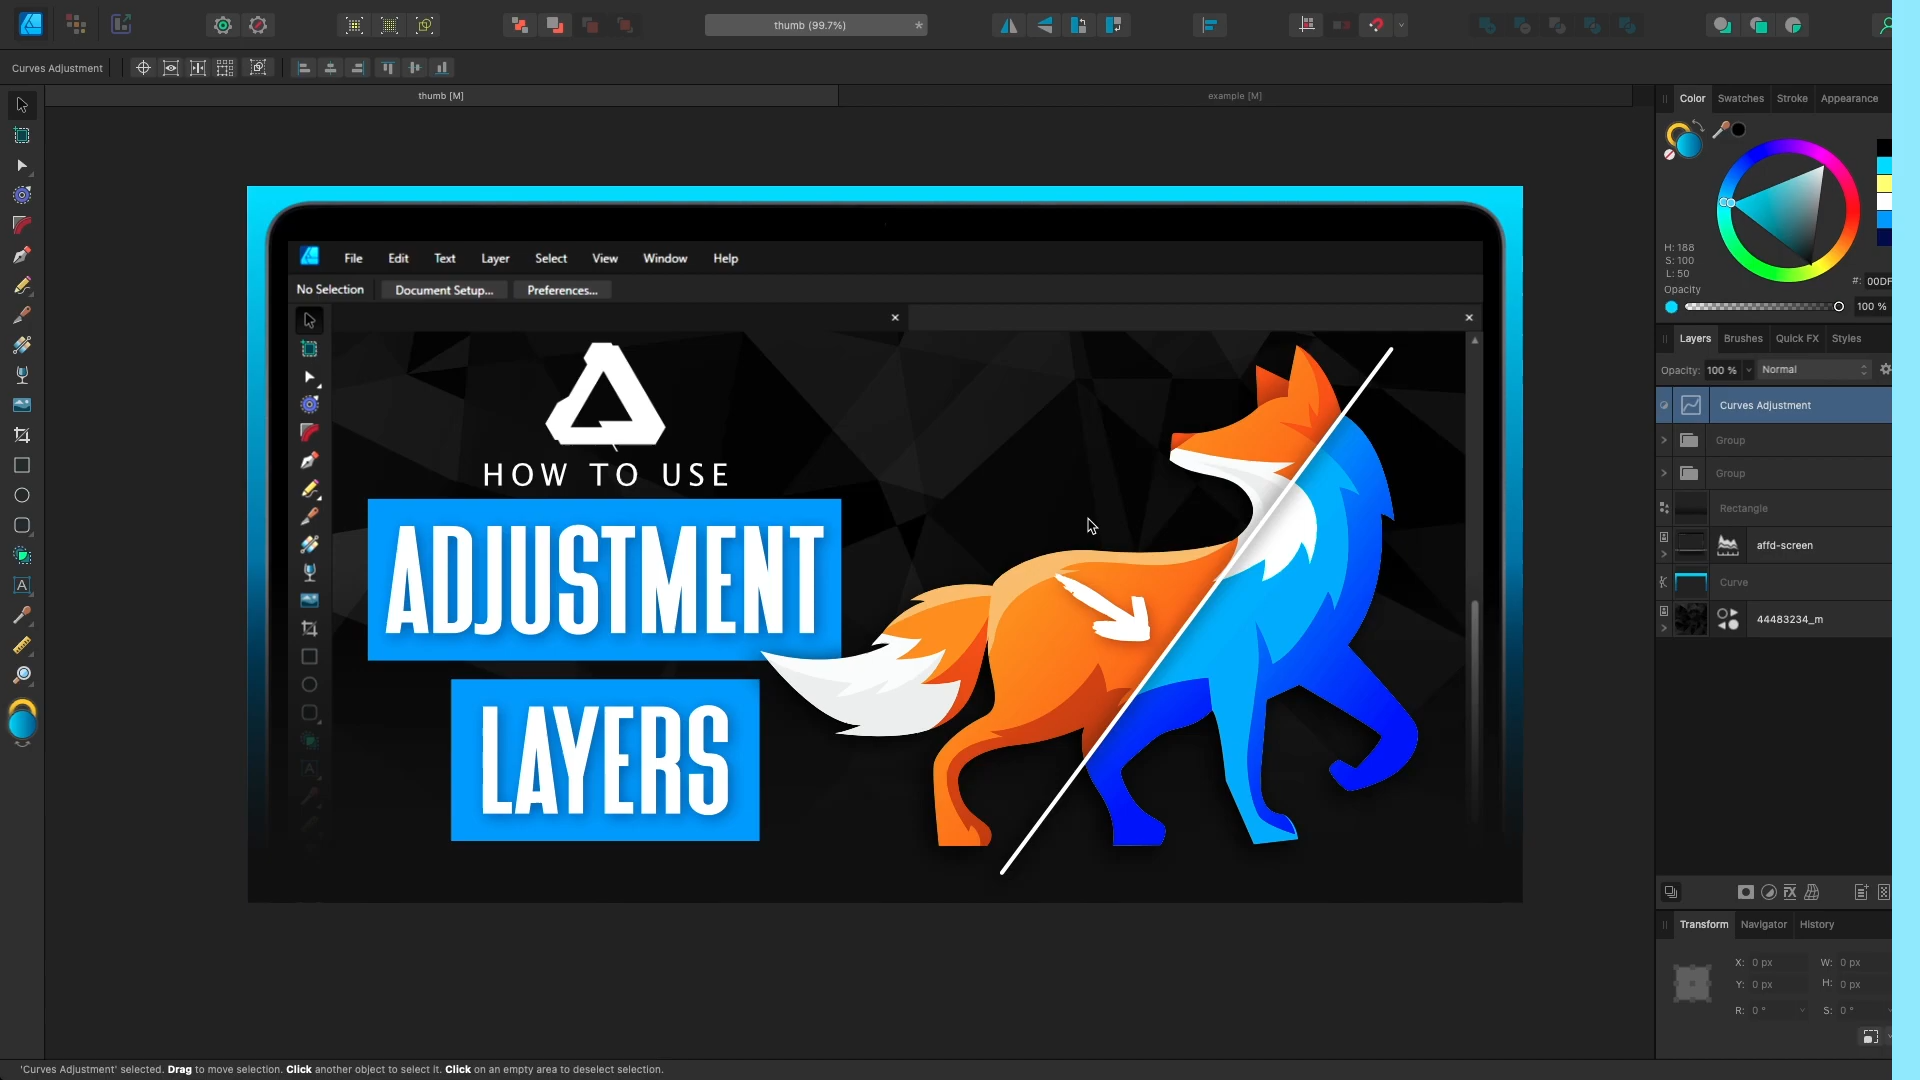 thumb (99.7%)
*
Curves Adjustment
thumb [M]
example [M]
Color
Swatches
Stroke
Appearance
H: 188
S: 100
L: 50
#:
00DF
Opacity
100 %
Layers
Brushes
Quick FX
Styles
Opacity:
100 %
Normal
Curves Adjustment
Group
Group
Rectangle
affd-screen
Curve
44483234_m
Transform
Navigator
History
X: 0 px
W: 0 px
Y: 0 px
H: 0 px
R: 0 °
S: 0 °
File
Edit
Text
Layer
Select
View
Window
Help
No Selection
Document Setup...
Preferences...
HOW TO USE
ADJUSTMENT
LAYERS
'Curves Adjustment' selected. Drag to move selection. Click another object to select it. Click on an empty area to deselect selection.